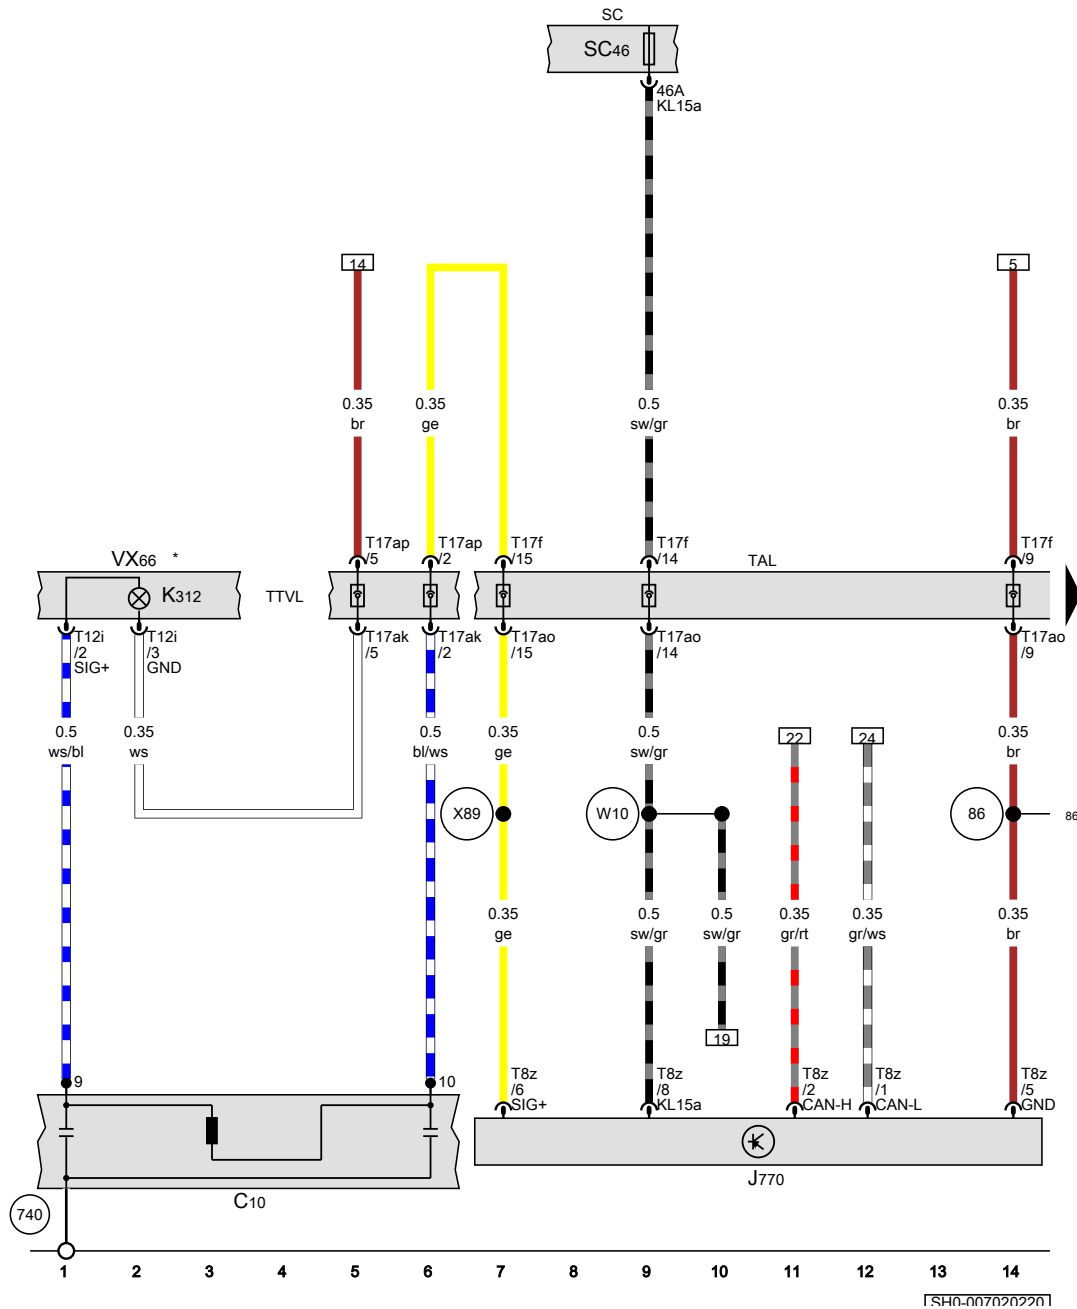 SC
SC46
46A
KL15a
14
5
0.35
br
0.35
ge
0.5
sw/gr
0.35
br
VX66 *
T17ap
/5
T17ap
/2
T17f
/15
T17f
/14
TAL
T17f
/9
K312
TTVL
T12i
/2
SIG+
T12i
/3
GND
T17ak
/5
T17ak
/2
T17ao
/15
T17ao
/14
T17ao
/9
0.5
ws/bl
0.35
ws
0.5
bl/ws
0.35
ge
0.5
sw/gr
22
24
0.35
br
X89
W10
86
86
0.35
ge
0.5
sw/gr
0.5
sw/gr
0.35
gr/rt
0.35
gr/ws
0.35
br
19
9
10
T8z
/6
SIG+
T8z
/8
KL15a
T8z
/2
CAN-H
T8z
/1
CAN-L
T8z
/5
GND
C10
J770
740
1 2 3 4 5 6 7 8 9 10 11 12 13 14
SH0-007020220